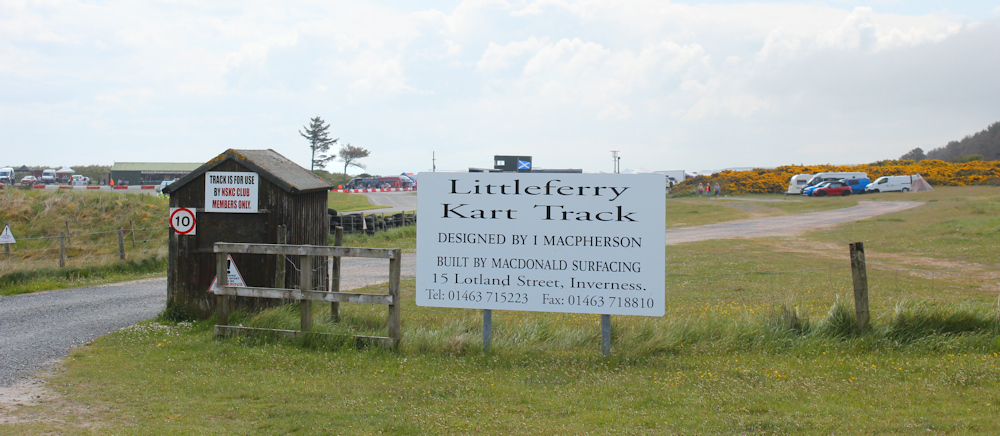 TRACK IS FOR USE
BY NSKC CLUB
MEMBERS ONLY.
10
Littleferry
Kart Track
DESIGNED BY I MACPHERSON
BUILT BY MACDONALD SURFACING
15 Lotland Street, Inverness.
Tel: 01463 715223 Fax: 01463 718810